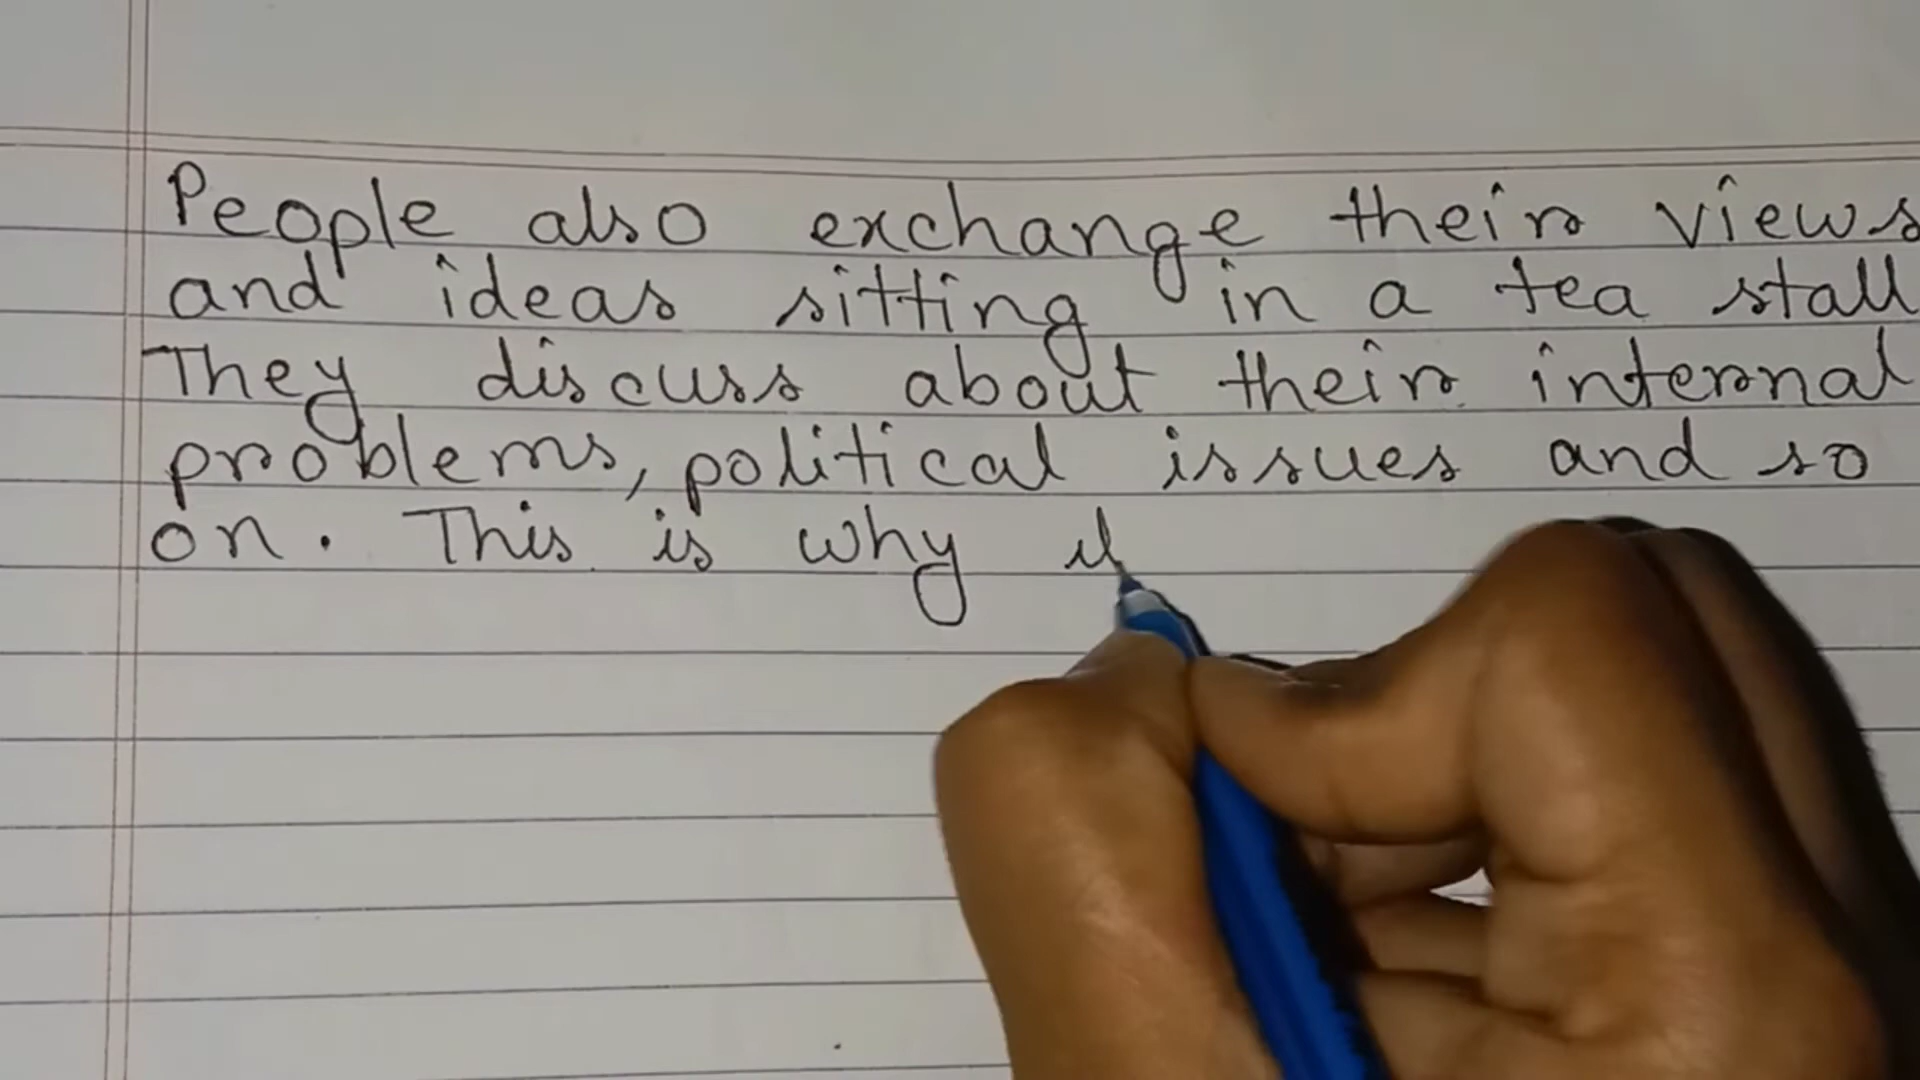 People also exchange their views
and ideas sitting in a tea stall
They discuss about their internal
problems, political issues and so
on. This is why